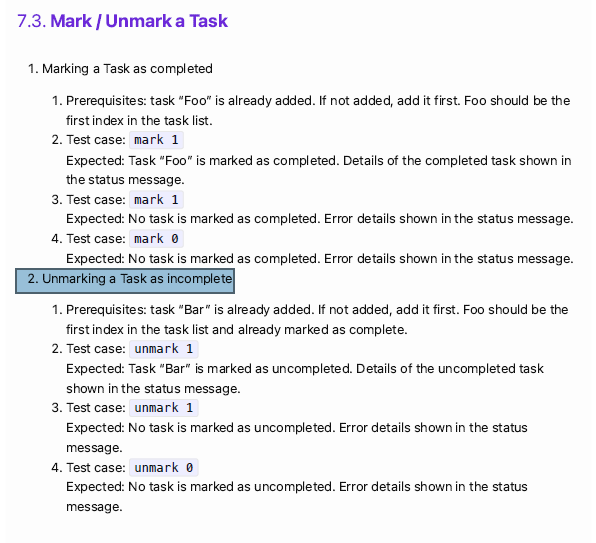 7.3. Mark / Unmark a Task
1. Marking a Task as completed
1. Prerequisites: task “Foo” is already added. If not added, add it first. Foo should be the
first index in the task list.
2. Test case: mark 1
Expected: Task “Foo” is marked as completed. Details of the completed task shown in
the status message.
3. Test case: mark 1
Expected: No task is marked as completed. Error details shown in the status message.
4. Test case: mark 0
Expected: No task is marked as completed. Error details shown in the status message.
2. Unmarking a Task as incomplete
1. Prerequisites: task “Bar” is already added. If not added, add it first. Foo should be the
first index in the task list and already marked as complete.
2. Test case: unmark 1
Expected: Task “Bar” is marked as uncompleted. Details of the uncompleted task
shown in the status message.
3. Test case: unmark 1
Expected: No task is marked as uncompleted. Error details shown in the status
message.
4. Test case: unmark 0
Expected: No task is marked as uncompleted. Error details shown in the status
message.